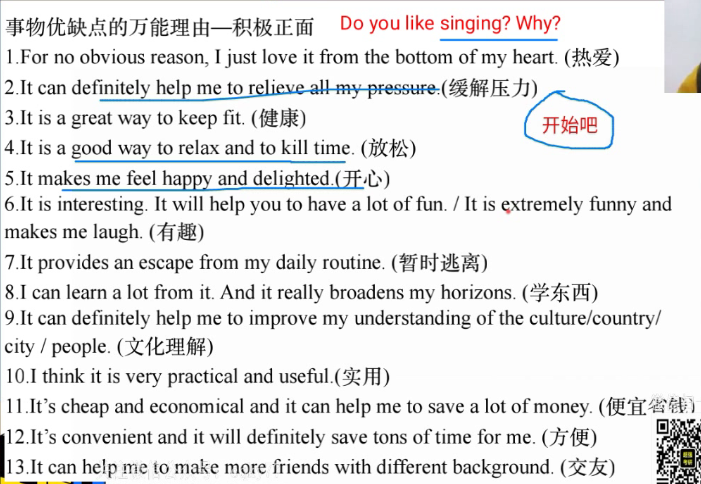 事物优缺点的万能理由—积极正面 Do you like singing? Why?
1.For no obvious reason, I just love it from the bottom of my heart. (热爱)
2.It can definitely help me to relieve all my pressure.(缓解压力)
3.It is a great way to keep fit. (健康)
开始吧
4.It is a good way to relax and to kill time. (放松)
5.It makes me feel happy and delighted.(开心)
6.It is interesting. It will help you to have a lot of fun. / It is extremely funny and
makes me laugh. (有趣)
7.It provides an escape from my daily routine. (暂时逃离)
8.I can learn a lot from it. And it really broadens my horizons. (学东西)
9.It can definitely help me to improve my understanding of the culture/country/
city / people. (文化理解)
10.I think it is very practical and useful.(实用)
11.It’s cheap and economical and it can help me to save a lot of money. (便宜省钱)
12.It’s convenient and it will definitely save tons of time for me. (方便)
13.It can help me to make more friends with different background. (交友)